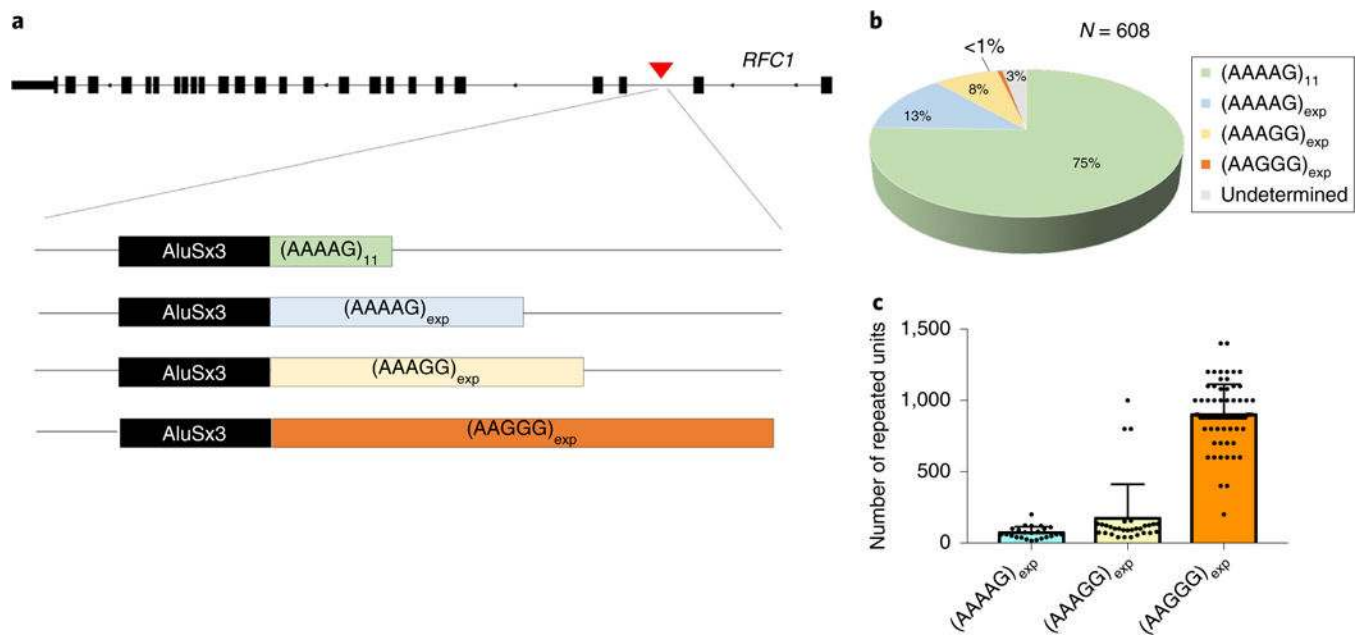 a
RFC1
AluSx3 (AAAAG)₁₁
AluSx3 (AAAAG)exp
AluSx3 (AAAGG)exp
AluSx3 (AAGGG)exp
b
N = 608
<1%
3%
8%
13%
75%
(AAAAG)₁₁
(AAAAG)exp
(AAAGG)exp
(AAGGG)exp
Undetermined
c
Number of repeated units
1,500
1,000
500
0
(AAAAG)exp
(AAAGG)exp
(AAGGG)exp